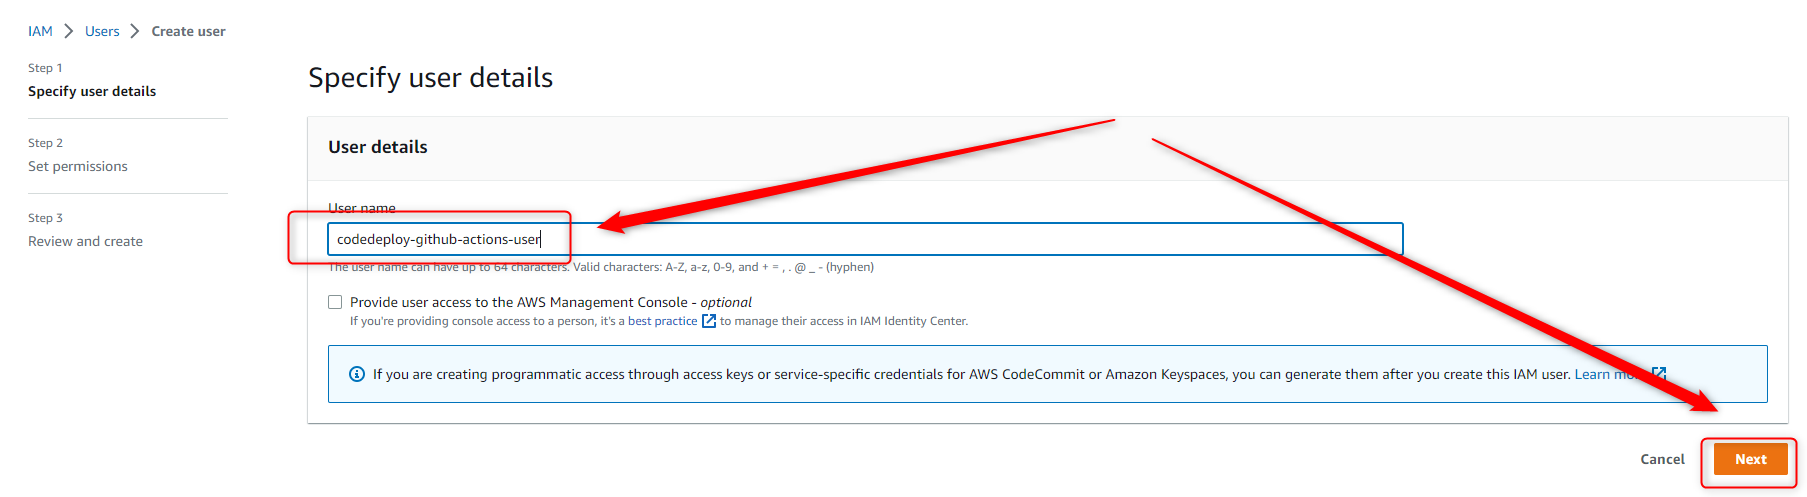 IAM > Users > Create user
Step 1
Specify user details
Step 2
Set permissions
Step 3
Review and create
Specify user details
User details
User name
codedeploy-github-actions-user
The user name can have up to 64 characters. Valid characters: A-Z, a-z, 0-9, and + = , . @ _ - (hyphen)
Provide user access to the AWS Management Console - optional
If you're providing console access to a person, it's a best practice to manage their access in IAM Identity Center.
If you are creating programmatic access through access keys or service-specific credentials for AWS CodeCommit or Amazon Keyspaces, you can generate them after you create this IAM user. Learn more
Cancel
Next